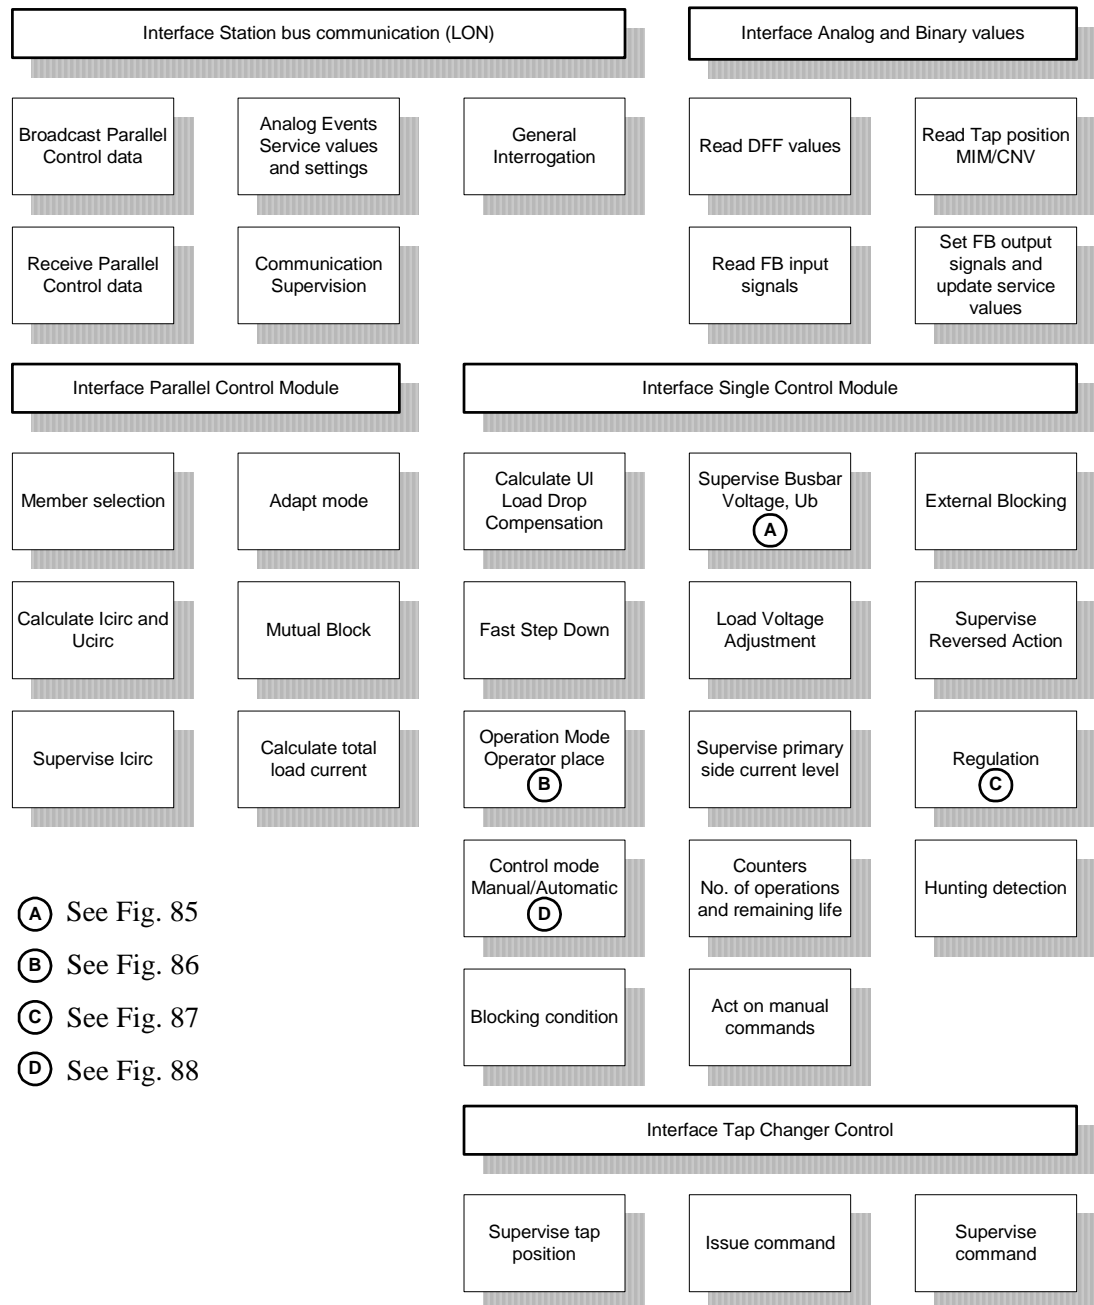 Interface Station bus communication (LON)
Interface Analog and Binary values
Broadcast Parallel
Control data
Analog Events
Service values
and settings
General
Interrogation
Read DFF values
Read Tap position
MIM/CNV
Receive Parallel
Control data
Communication
Supervision
Read FB input
signals
Set FB output
signals and
update service
values
Interface Parallel Control Module
Interface Single Control Module
Member selection
Adapt mode
Calculate UI
Load Drop
Compensation
Supervise Busbar
Voltage, Ub
A
External Blocking
Calculate Icirc and
Ucirc
Mutual Block
Fast Step Down
Load Voltage
Adjustment
Supervise
Reversed Action
Supervise Icirc
Calculate total
load current
Operation Mode
Operator place
B
Supervise primary
side current level
Regulation
C
Control mode
Manual/Automatic
D
Counters
No. of operations
and remaining life
Hunting detection
A See Fig. 85
B See Fig. 86
C See Fig. 87
D See Fig. 88
Blocking condition
Act on manual
commands
Interface Tap Changer Control
Supervise tap
position
Issue command
Supervise
command